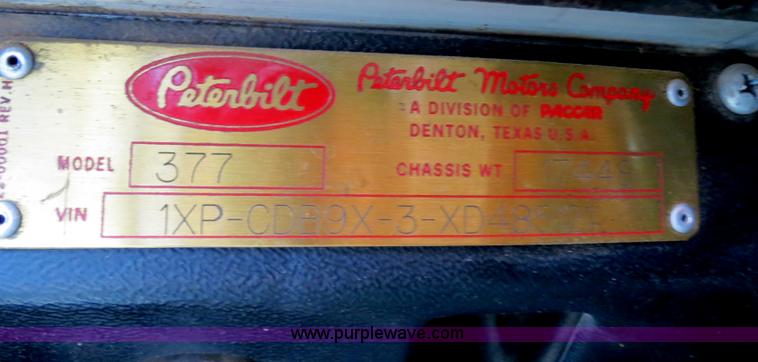 Peterbilt
Peterbilt Motors Company
A DIVISION OF PACCAR
DENTON, TEXAS U.S.A.
MODEL 377
CHASSIS WT
VIN
www.purplewave.com